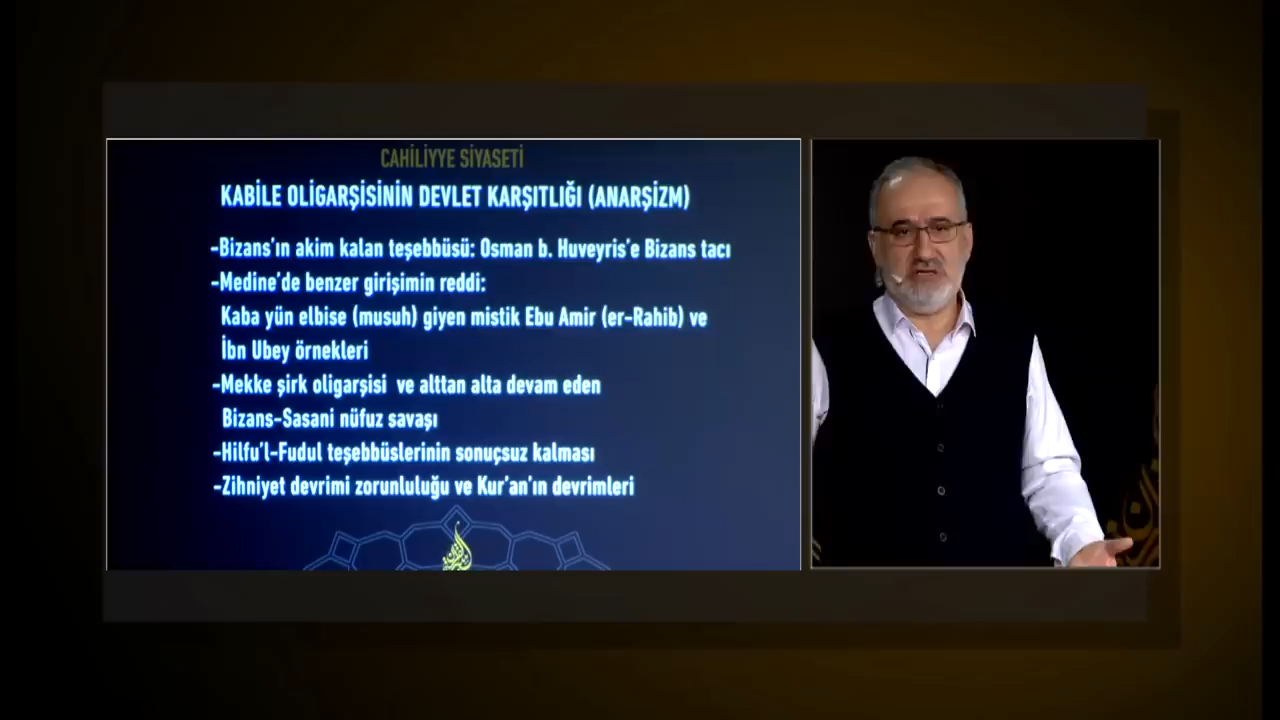 CAHİLİYYE SİYASETİ
KABİLE OLİGARŞİSİNİN DEVLET KARŞITLIĞI (ANARŞİZM)
-Bizans'ın akim kalan teşebbüsü: Osman b. Huveyris'e Bizans tacı
-Medine'de benzer girişimin reddi:
Kaba yün elbise (musuh) giyen mistik Ebu Amir (er-Rahib) ve
İbn Ubey örnekleri
-Mekke şirk oligarşisi ve alttan alta devam eden
Bizans-Sasani nüfuz savaşı
-Hilfu'l-Fudul teşebbüslerinin sonuçsuz kalması
-Zihniyet devrimi zorunluluğu ve Kur'an'ın devrimleri